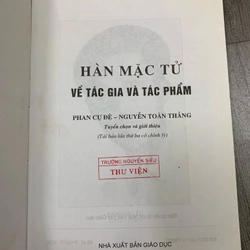 HÀN MẶC TỬ
VỀ TÁC GIA VÀ TÁC PHẨM
PHAN CỰ ĐỆ – NGUYỄN TOÀN THẮNG
Tuyển chọn và giới thiệu
(Tái bản lần thứ ba có chỉnh lý)
TRƯỜNG NGUYỄN SIÊU
THƯ VIỆN
NHÀ XUẤT BẢN GIÁO DỤC